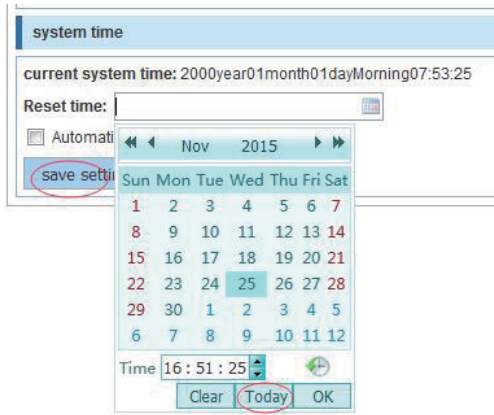 system time
current system time: 2000year01month01dayMorning07:53:25
Reset time:
Automati
save settin
Nov 2015
Sun Mon Tue Wed Thu Fri Sat
1 2 3 4 5 6 7
8 9 10 11 12 13 14
15 16 17 18 19 20 21
22 23 24 25 26 27 28
29 30 1 2 3 4 5
6 7 8 9 10 11 12
Time 16 : 51 : 25
Clear Today OK